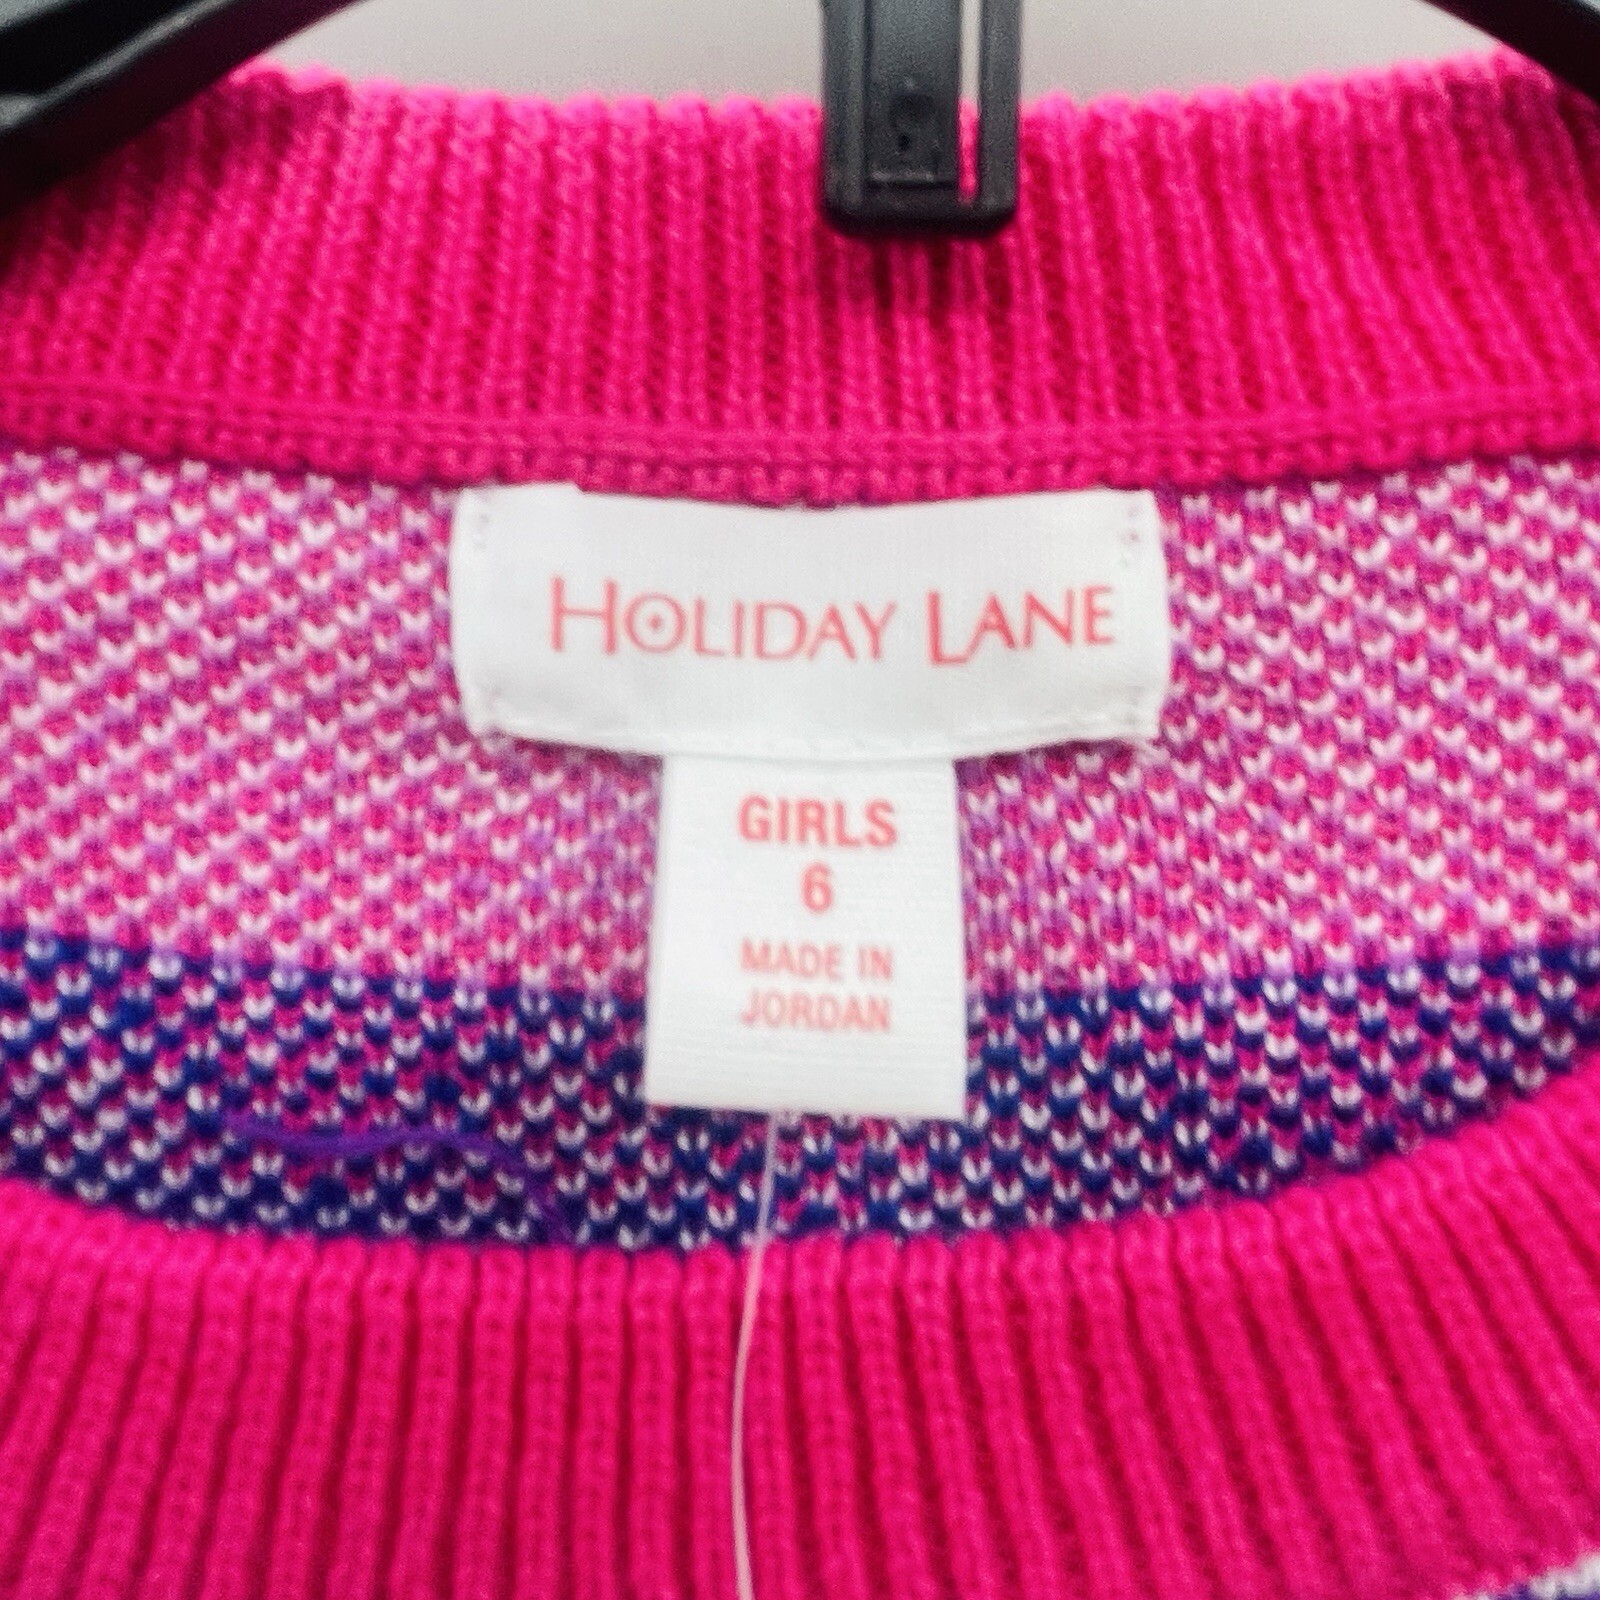 HOLIDAY LANE
GIRLS
6
MADE IN
JORDAN